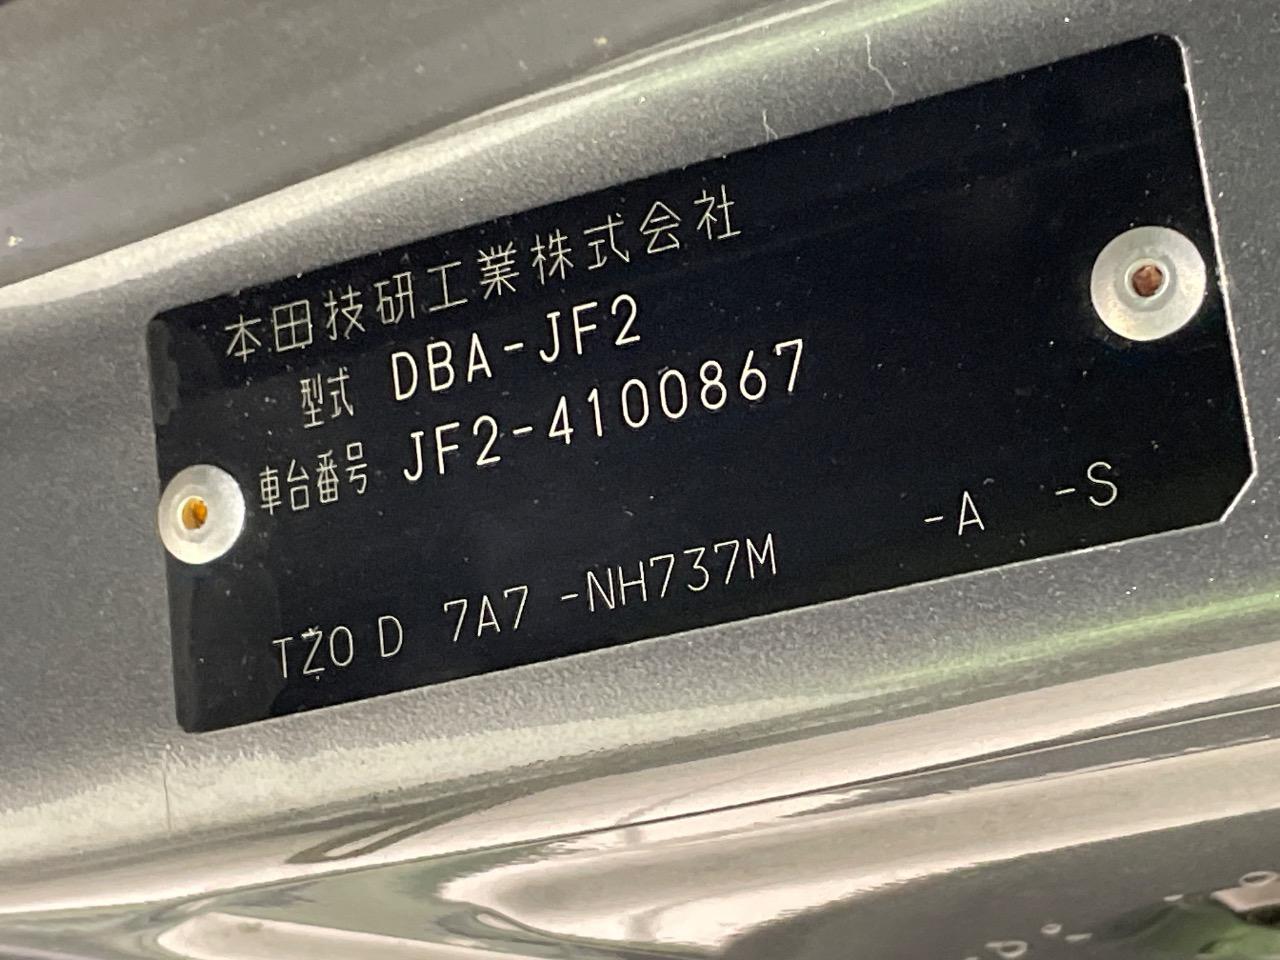 本田技研工業株式会社
型式 DBA-JF2
車台番号 JF2-4100867
TZ0 D 7A7 -NH737M -A -S